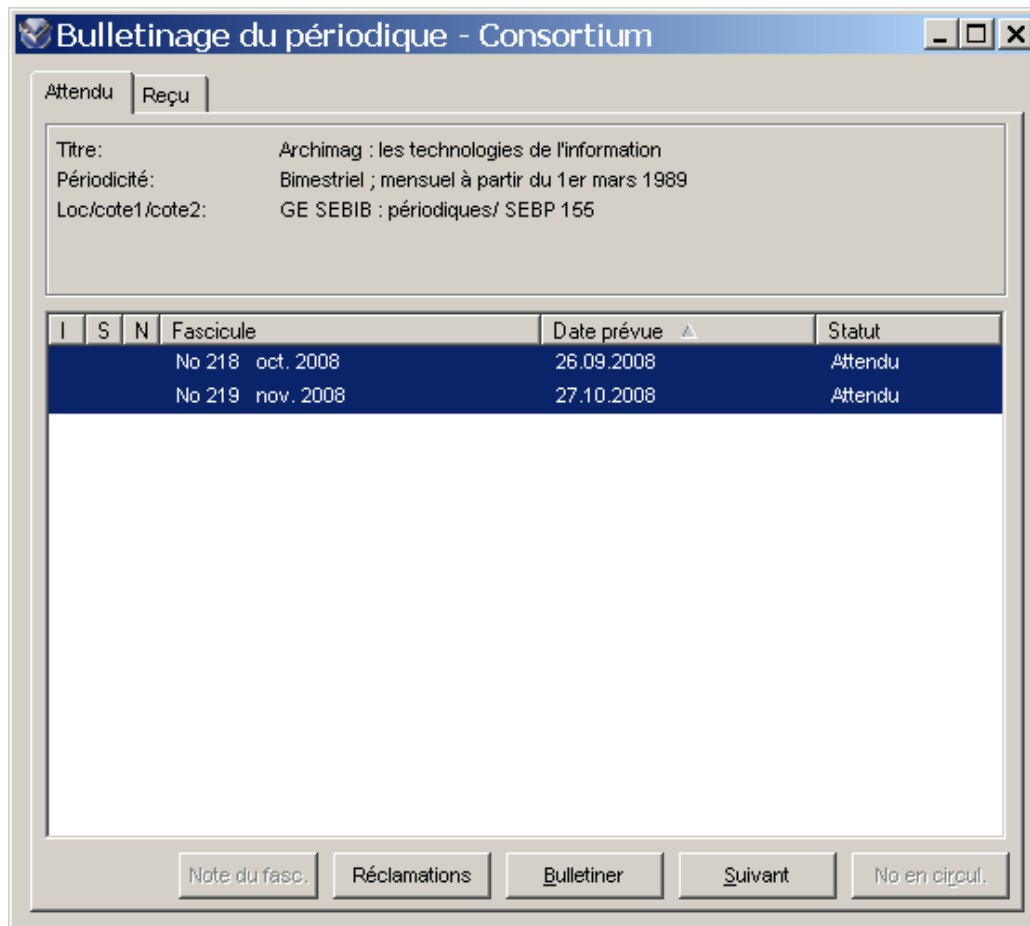 Bulletinage du périodique - Consortium
Attendu Reçu
Titre: Archimag : les technologies de l'information
Périodicité: Bimestriel ; mensuel à partir du 1er mars 1989
Loc/cote1/cote2: GE SEBIB : périodiques/ SEBP 155
I S N Fascicule Date prévue Statut
No 218 oct. 2008 26.09.2008 Attendu
No 219 nov. 2008 27.10.2008 Attendu
Note du fasc. Réclamations Bulletiner Suivant No en circul.